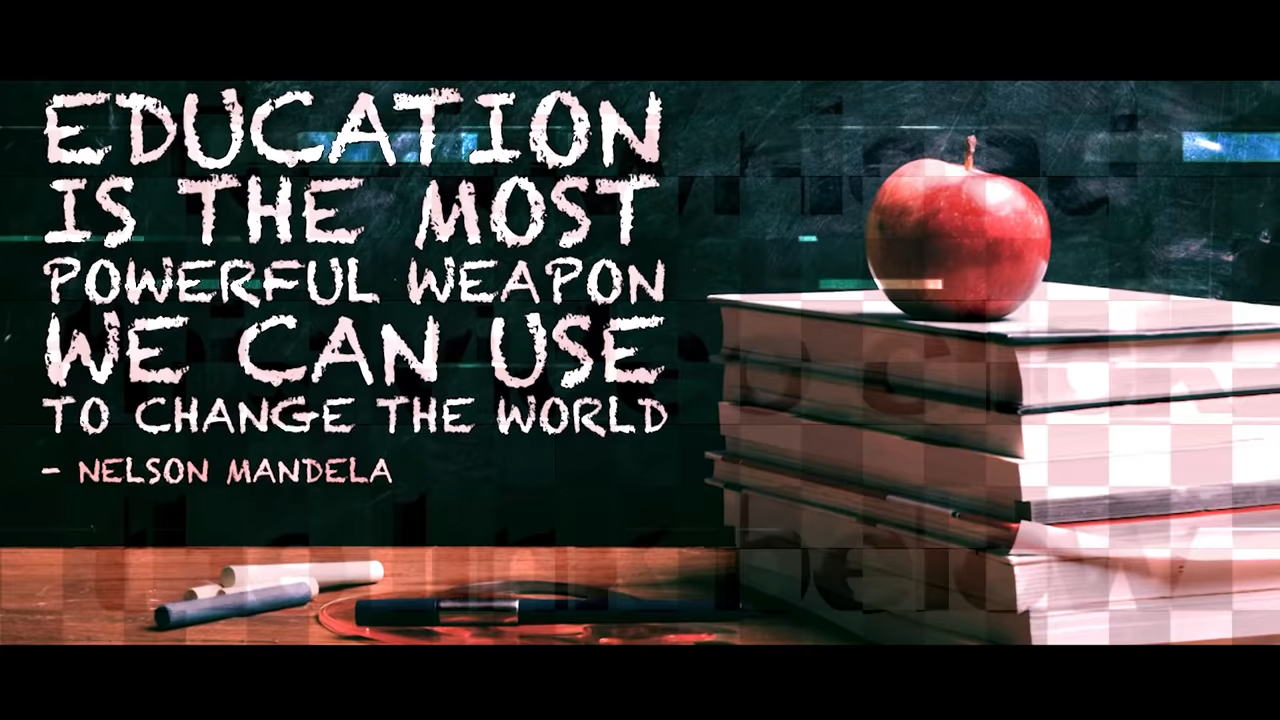 EDUCATION
IS THE MOST
POWERFUL WEAPON
WE CAN USE
TO CHANGE THE WORLD
- NELSON MANDELA